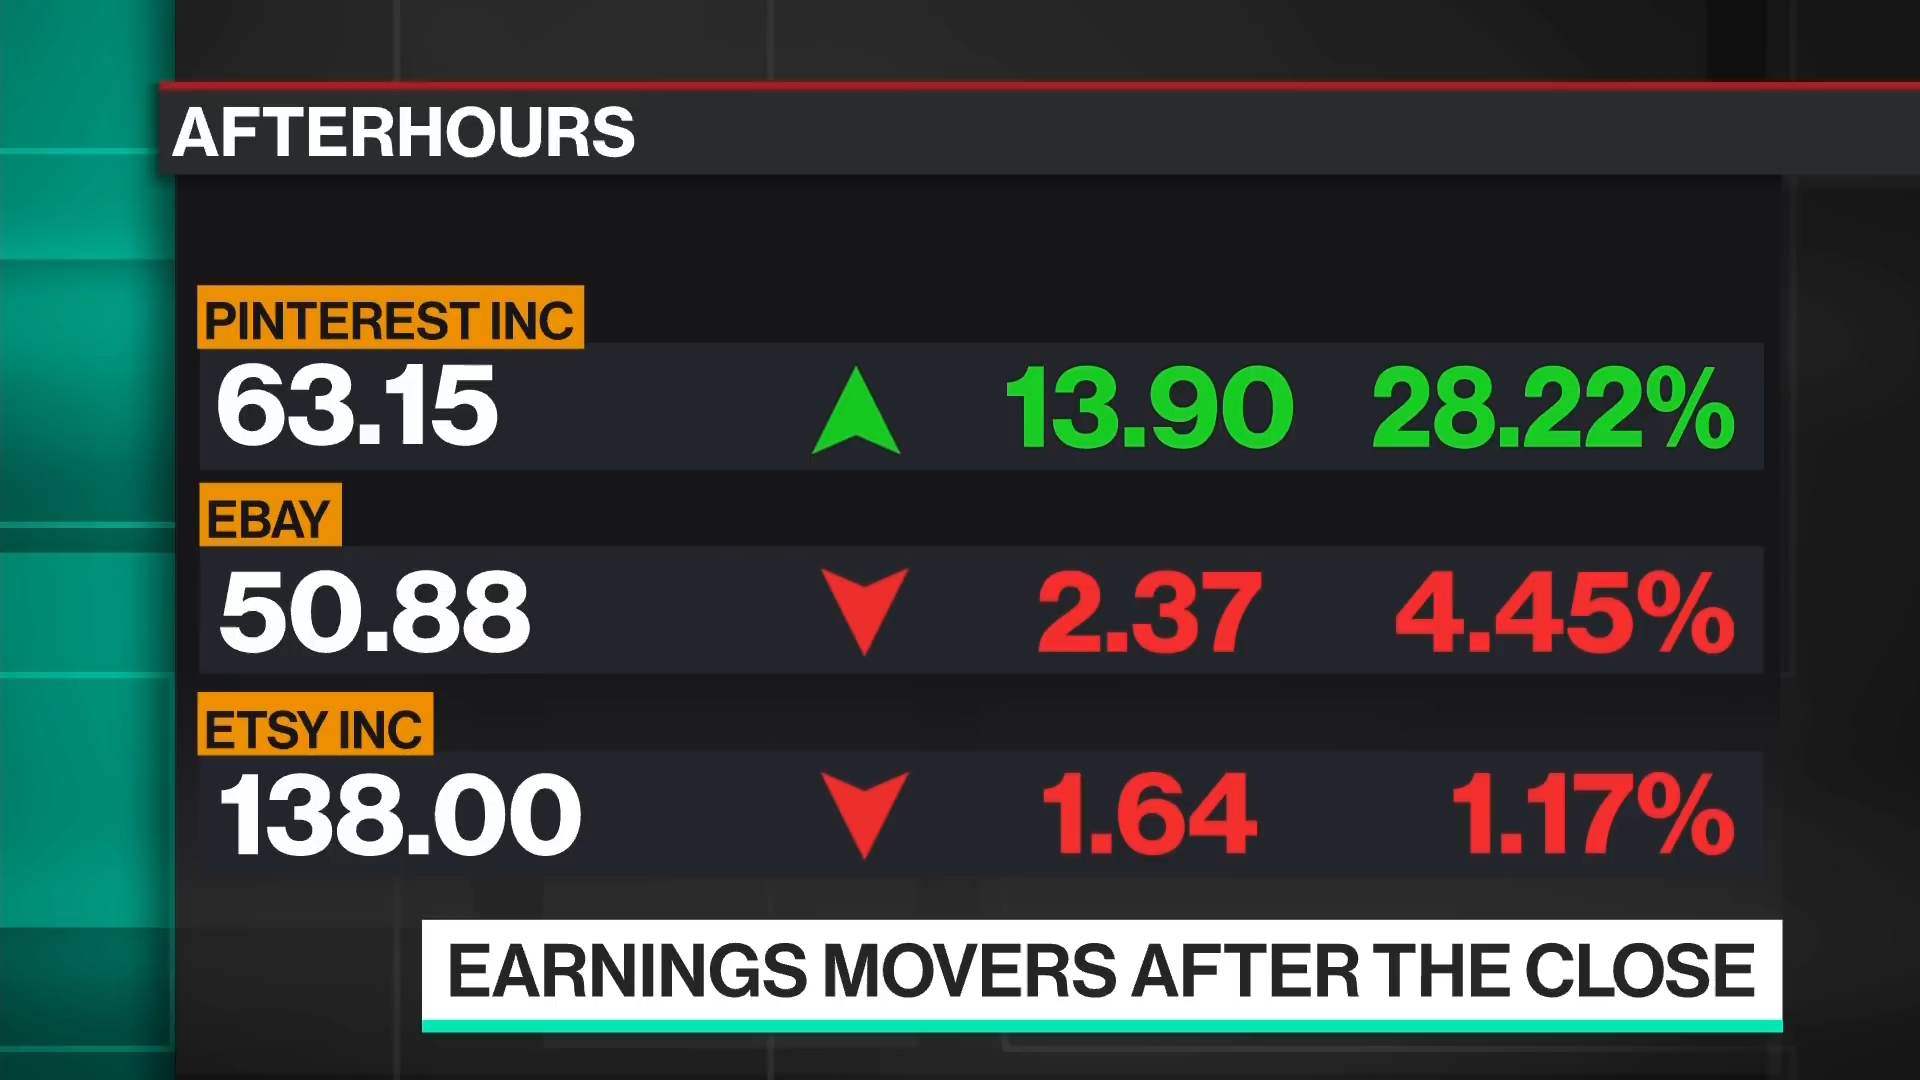 AFTERHOURS
PINTEREST INC
63.15 13.90 28.22%
EBAY
50.88 2.37 4.45%
ETSY INC
138.00 1.64 1.17%
EARNINGS MOVERS AFTER THE CLOSE